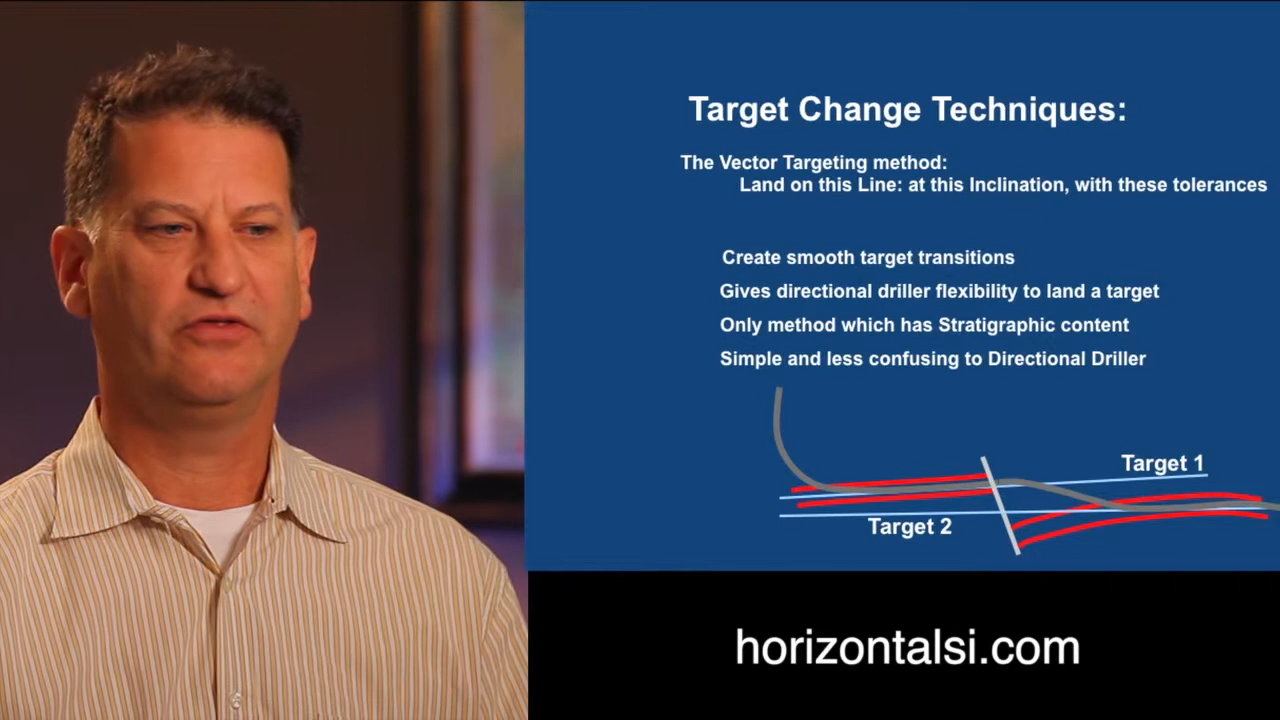 Target Change Techniques:
The Vector Targeting method:
Land on this Line: at this Inclination, with these tolerances
Create smooth target transitions
Gives directional driller flexibility to land a target
Only method which has Stratigraphic content
Simple and less confusing to Directional Driller
Target 1
Target 2
horizontalsi.com